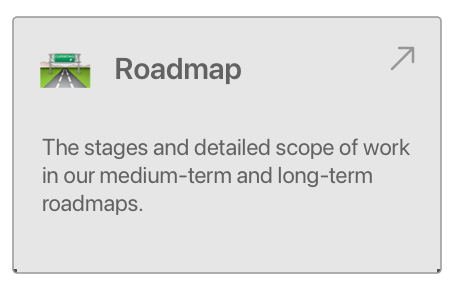 Roadmap
The stages and detailed scope of work
in our medium-term and long-term
roadmaps.